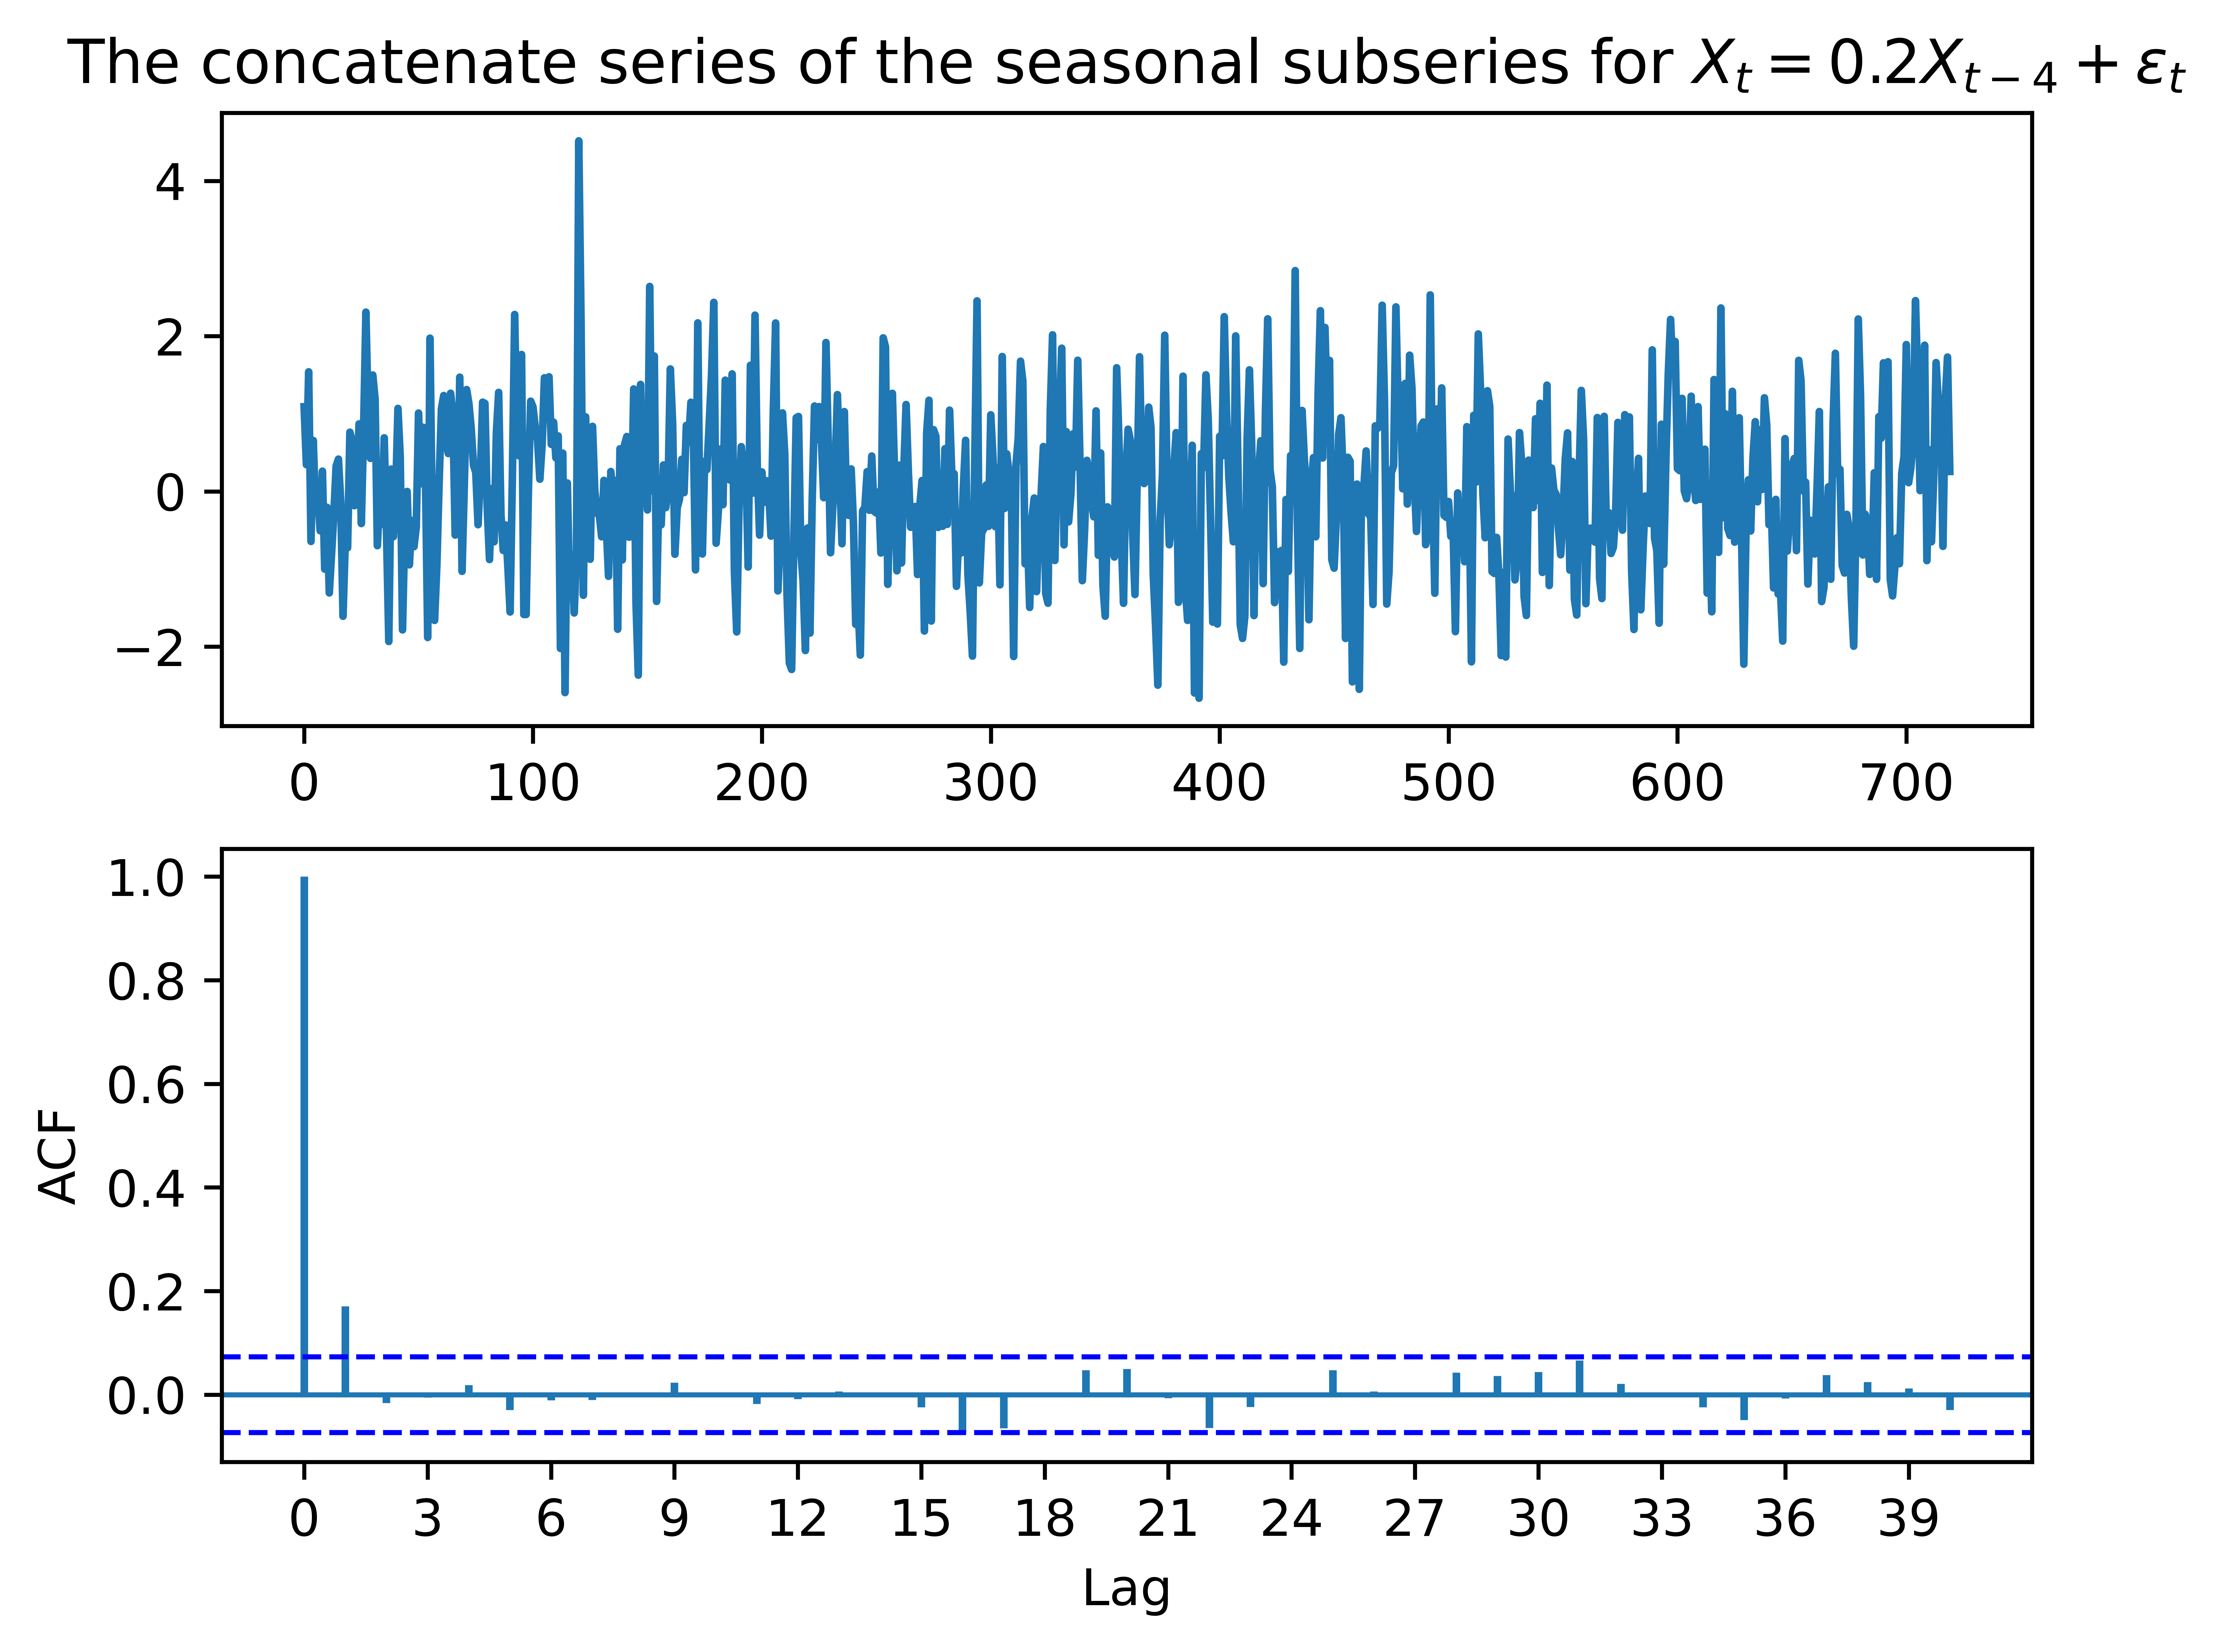 The concatenate series of the seasonal subseries for $X_t = 0.2X_{t-4} + \varepsilon_t$
4
2
0
−2
0 100 200 300 400 500 600 700
1.0
0.8
0.6
0.4
0.2
0.0
ACF
0 3 6 9 12 15 18 21 24 27 30 33 36 39
Lag